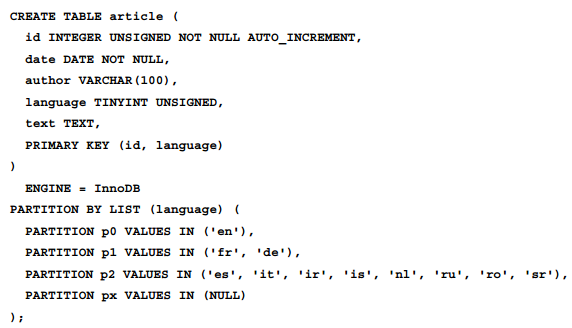 CREATE TABLE article (
id INTEGER UNSIGNED NOT NULL AUTO_INCREMENT,
date DATE NOT NULL,
author VARCHAR(100),
language TINYINT UNSIGNED,
text TEXT,
PRIMARY KEY (id, language)
)
ENGINE = InnoDB
PARTITION BY LIST (language) (
PARTITION p0 VALUES IN ('en'),
PARTITION p1 VALUES IN ('fr', 'de'),
PARTITION p2 VALUES IN ('es', 'it', 'ir', 'is', 'nl', 'ru', 'ro', 'sr'),
PARTITION px VALUES IN (NULL)
);